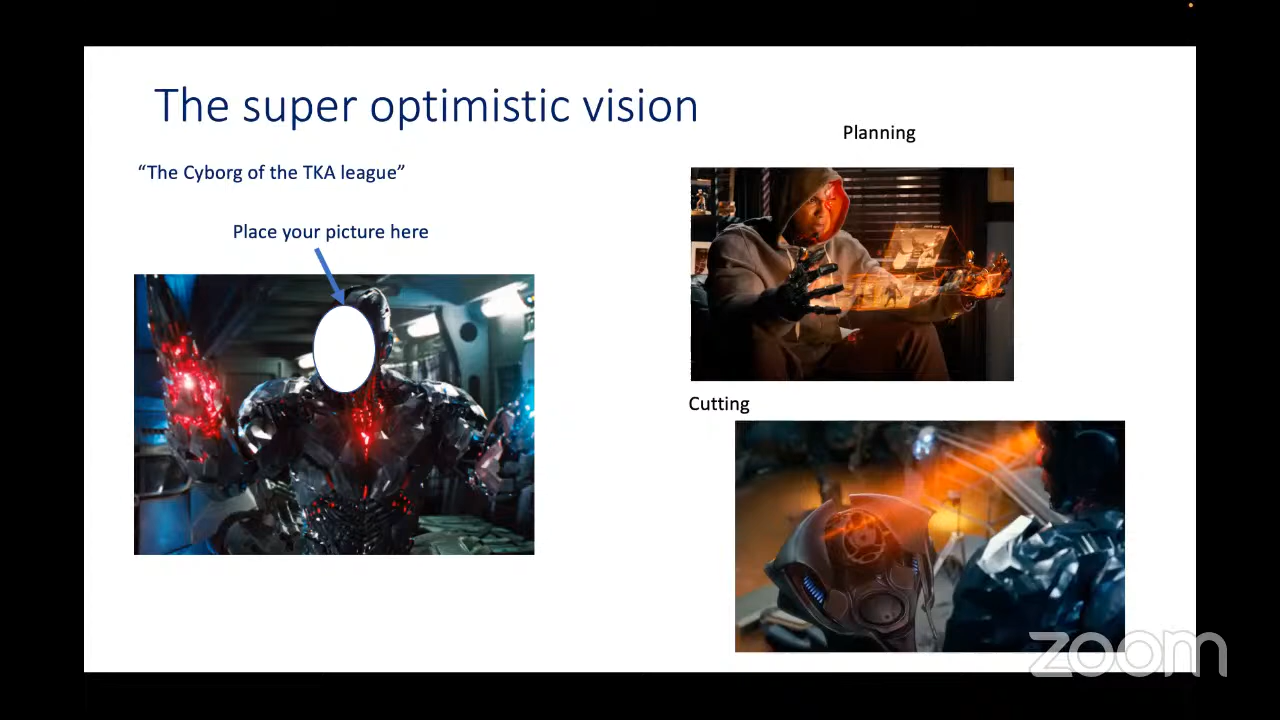 The super optimistic vision
“The Cyborg of the TKA league”
Place your picture here
Planning
Cutting
zoom